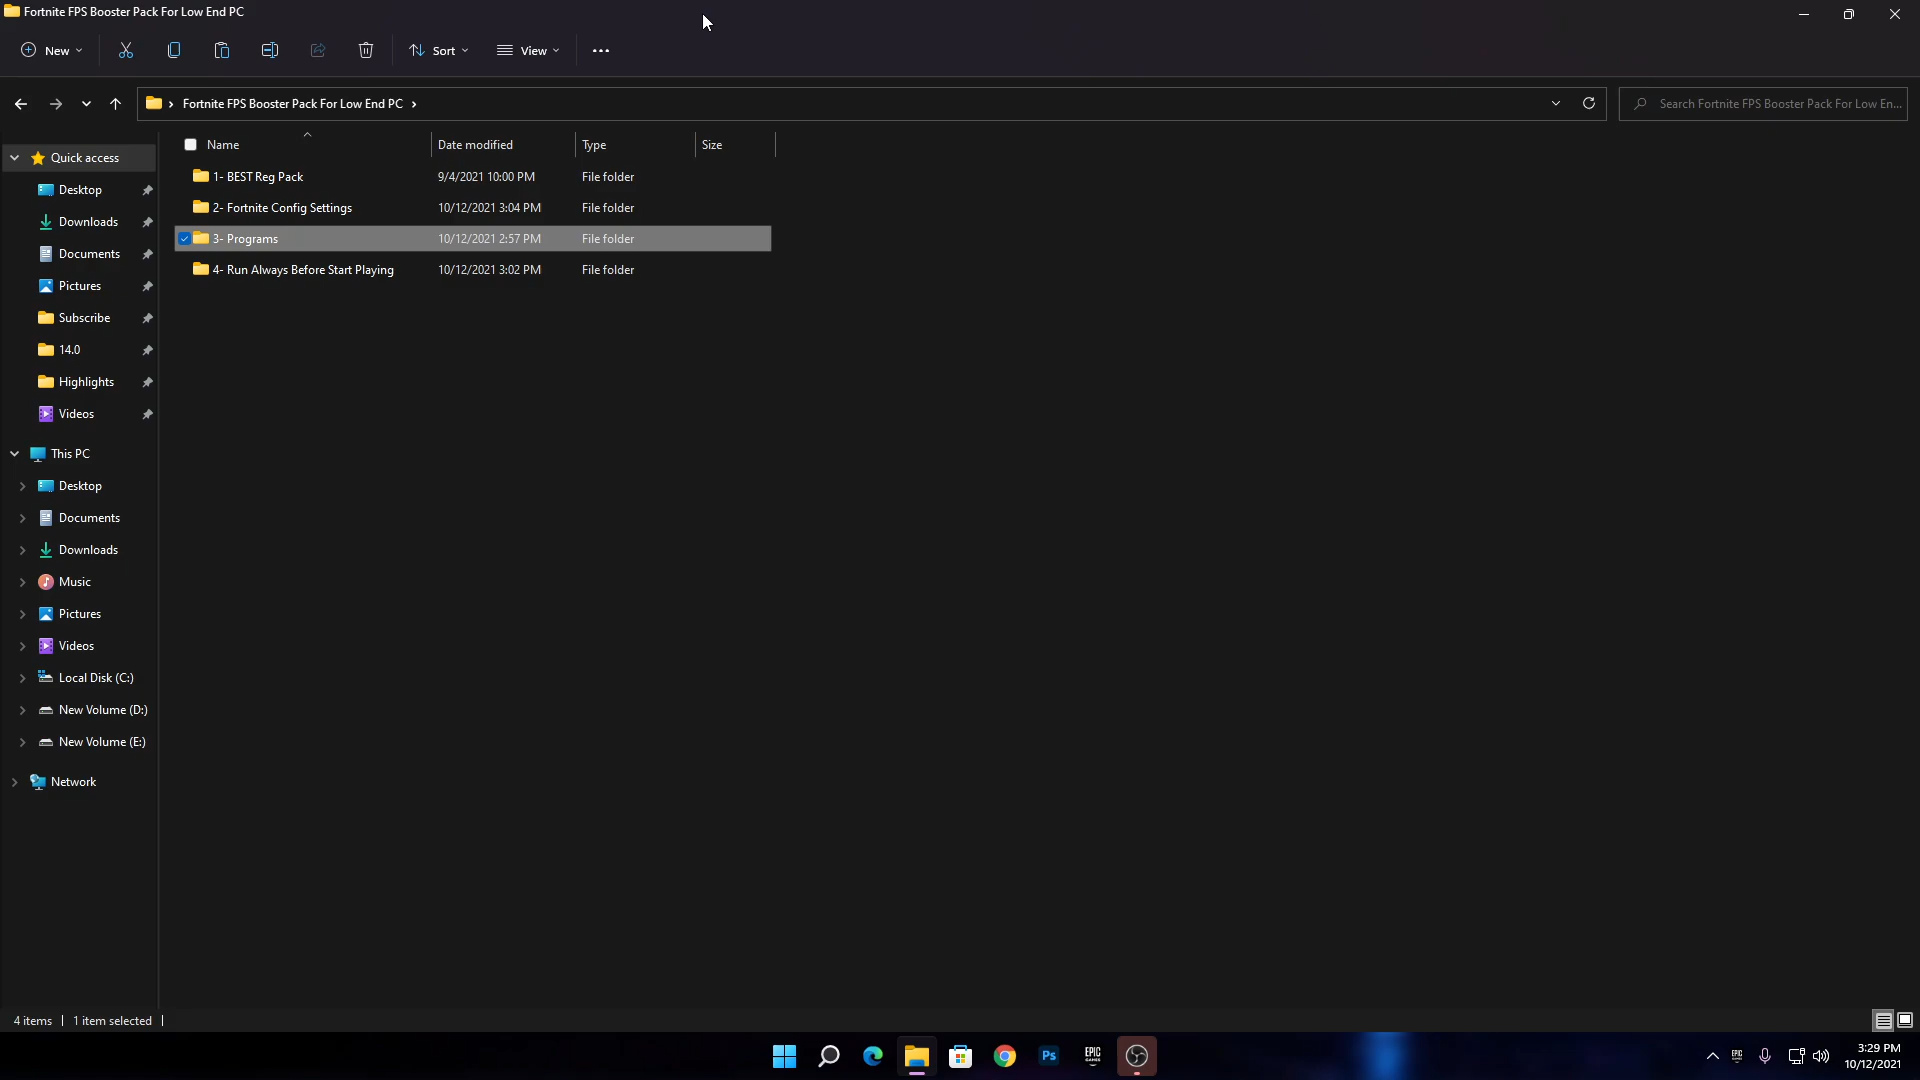 Fortnite FPS Booster Pack For Low End PC
New
Sort
View
Fortnite FPS Booster Pack For Low End PC
Search Fortnite FPS Booster Pack For Low En...
Name
Date modified
Type
Size
1- BEST Reg Pack 9/4/2021 10:00 PM File folder
2- Fortnite Config Settings 10/12/2021 3:04 PM File folder
3- Programs 10/12/2021 2:57 PM File folder
4- Run Always Before Start Playing 10/12/2021 3:02 PM File folder
Quick access
Desktop
Downloads
Documents
Pictures
Subscribe
14.0
Highlights
Videos
This PC
Desktop
Documents
Downloads
Music
Pictures
Videos
Local Disk (C:)
New Volume (D:)
New Volume (E:)
Network
4 items
1 item selected
Ps
EPIC
GAMES
EPIC
3:29 PM
10/12/2021